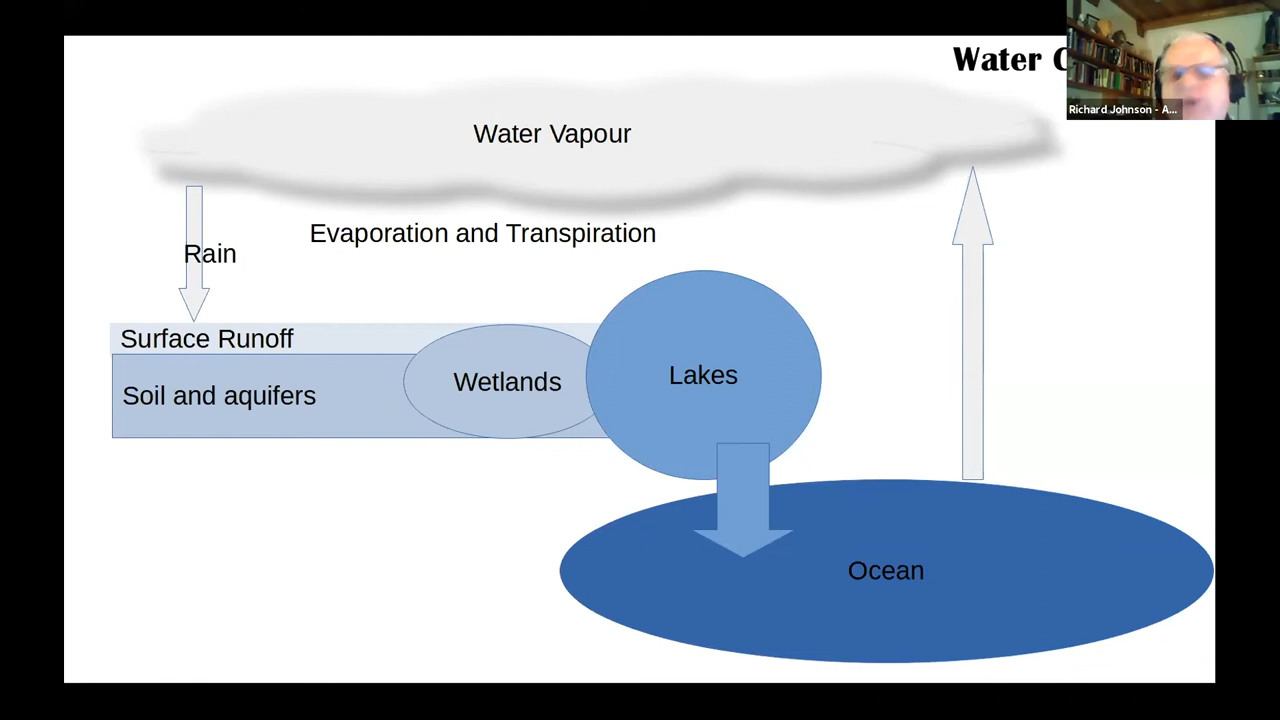 Water
Richard Johnson - A...
Water Vapour
Evaporation and Transpiration
Rain
Surface Runoff
Soil and aquifers
Wetlands
Lakes
Ocean